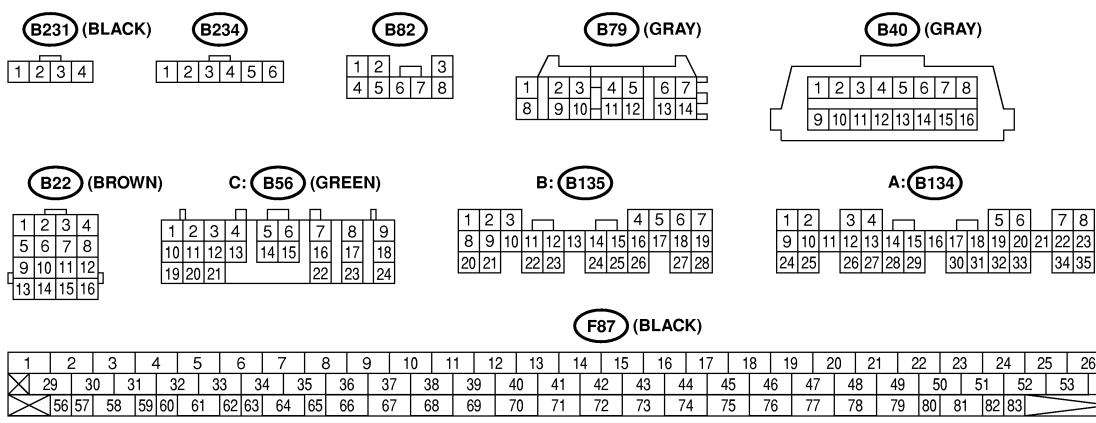 B231 (BLACK) B234 B82 B79 (GRAY) B40 (GRAY)
1 2 3 4
1 2 3 4 5 6
1 2 3
4 5 6 7 8
1 2 3 4 5 6 7
8 9 10 11 12 13 14
1 2 3 4 5 6 7 8
9 10 11 12 13 14 15 16
B22 (BROWN) C: B56 (GREEN) B: B135 A: B134
1 2 3 4
5 6 7 8
9 10 11 12
13 14 15 16
1 2 3 4 5 6 7 8 9
10 11 12 13 14 15 16 17 18
19 20 21 22 23 24
1 2 3 4 5 6 7
8 9 10 11 12 13 14 15 16 17 18 19
20 21 22 23 24 25 26 27 28
1 2 3 4 5 6 7 8
9 10 11 12 13 14 15 16 17 18 19 20 21 22 23
24 25 26 27 28 29 30 31 32 33 34 35
F87 (BLACK)
1 2 3 4 5 6 7 8 9 10 11 12 13 14 15 16 17 18 19 20 21 22 23 24 25 26
29 30 31 32 33 34 35 36 37 38 39 40 41 42 43 44 45 46 47 48 49 50 51 52 53
56 57 58 59 60 61 62 63 64 65 66 67 68 69 70 71 72 73 74 75 76 77 78 79 80 81 82 83